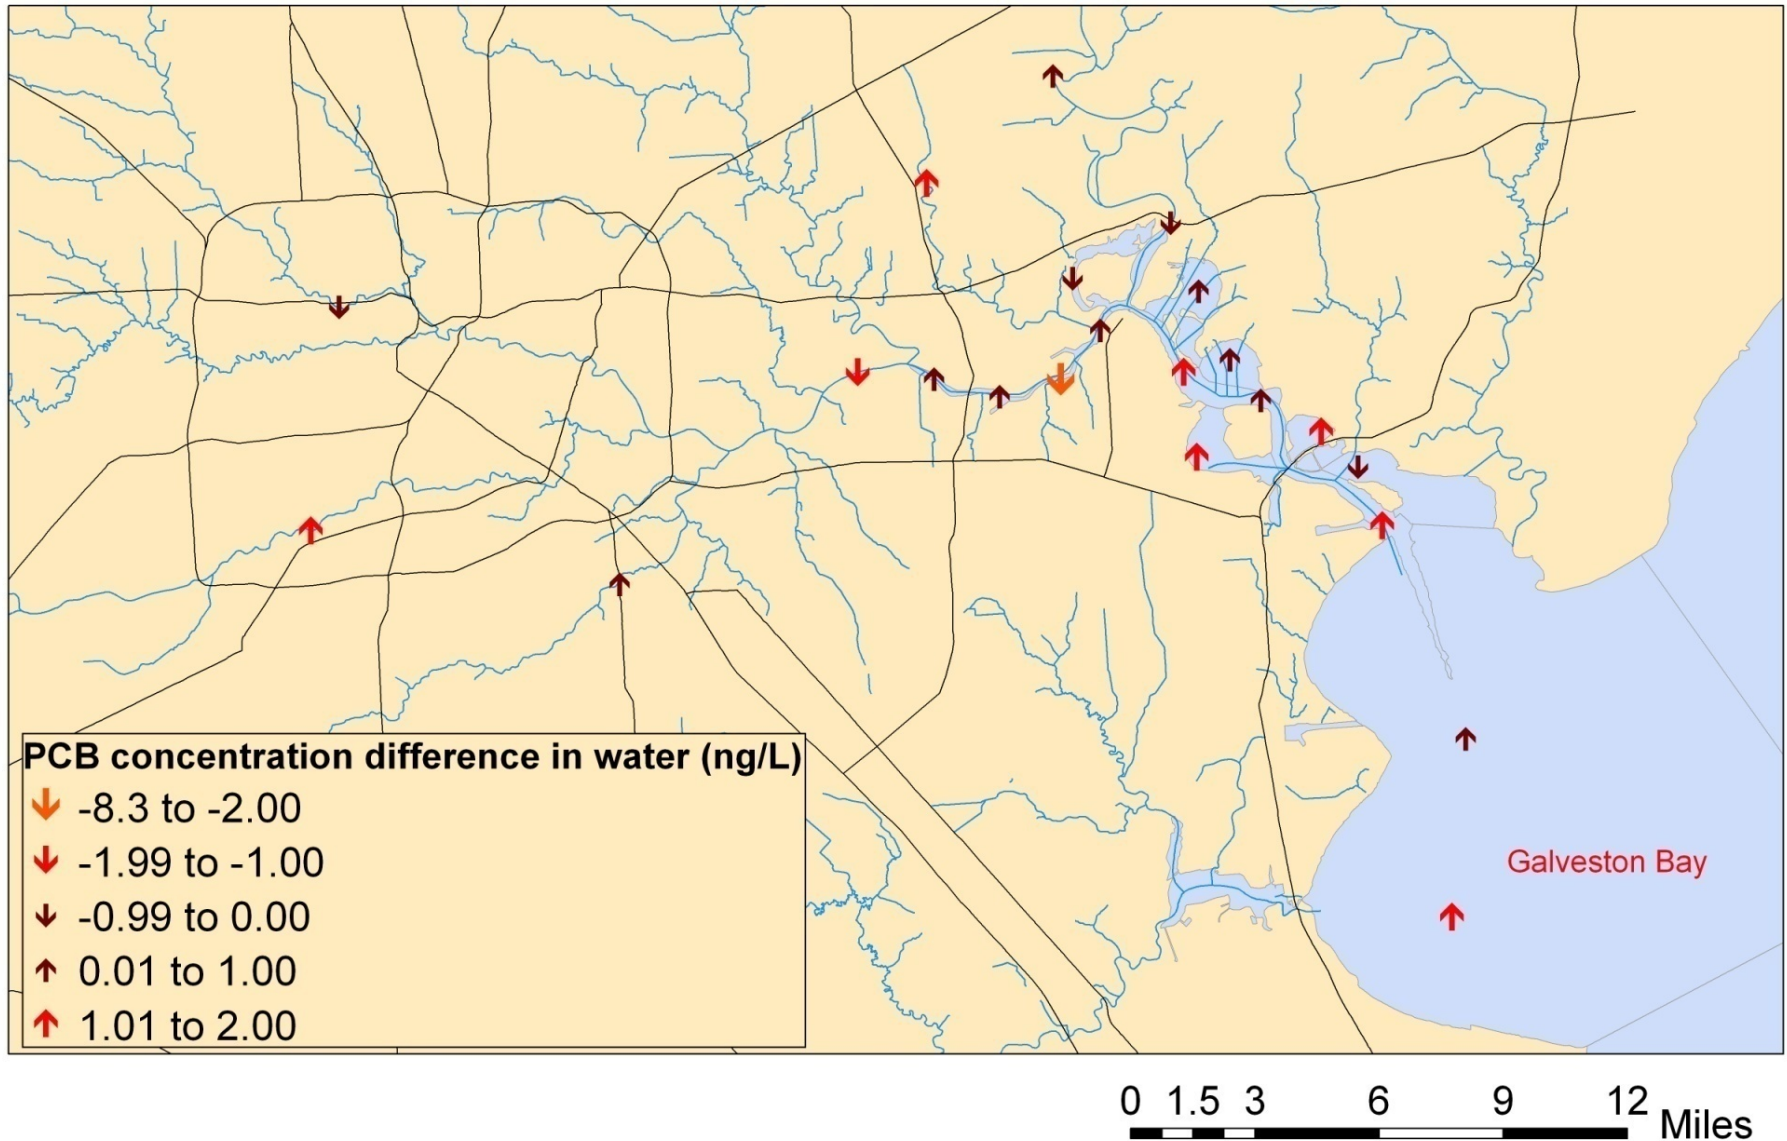 Galveston Bay
PCB concentration difference in water (ng/L)
-8.3 to -2.00
-1.99 to -1.00
-0.99 to 0.00
0.01 to 1.00
1.01 to 2.00
0 1.5 3 6 9 12 Miles